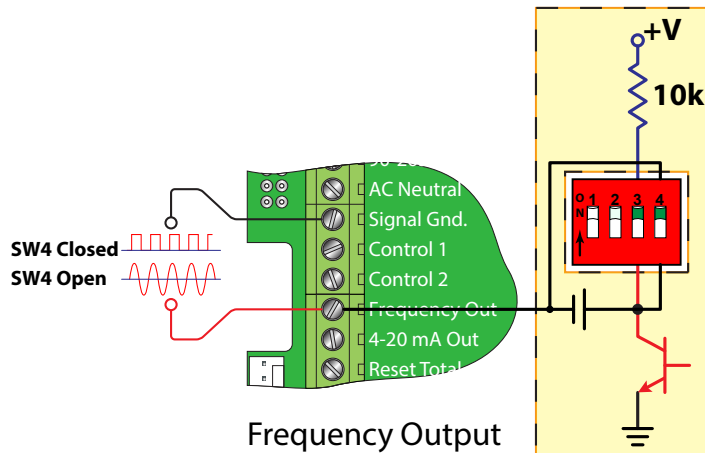 +V
10k
O
N
1 2 3 4
AC Neutral
Signal Gnd.
Control 1
Control 2
Frequency Out
4-20 mA Out
Reset Total
SW4 Closed
SW4 Open
Frequency Output